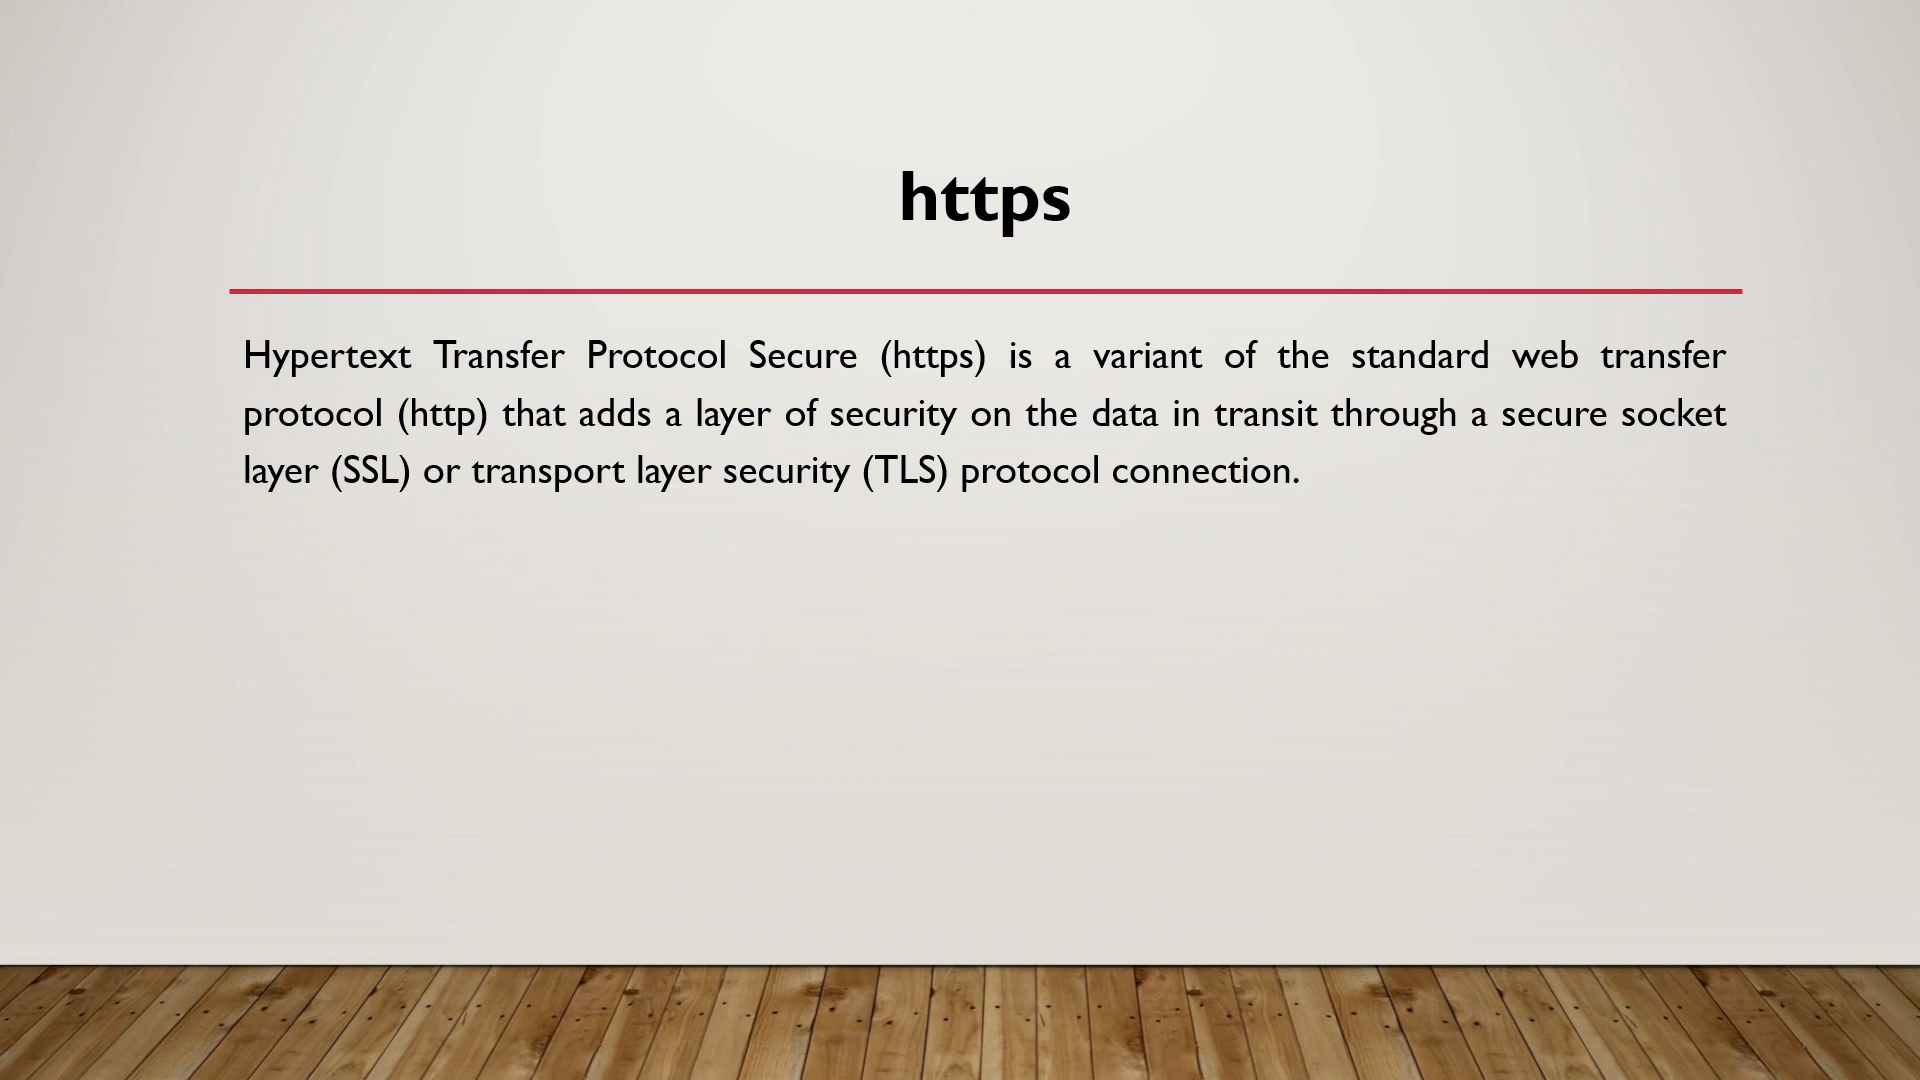 https
Hypertext Transfer Protocol Secure (https) is a variant of the standard web transfer
protocol (http) that adds a layer of security on the data in transit through a secure socket
layer (SSL) or transport layer security (TLS) protocol connection.